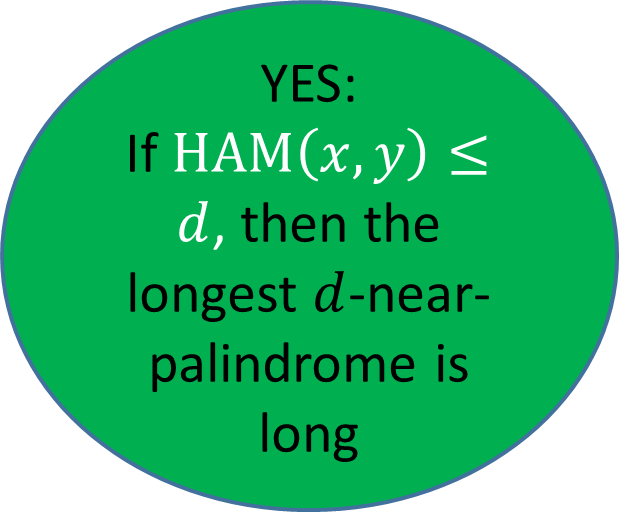 YES:
If HAM(x, y) ≤
d, then the
longest d-near-
palindrome is
long